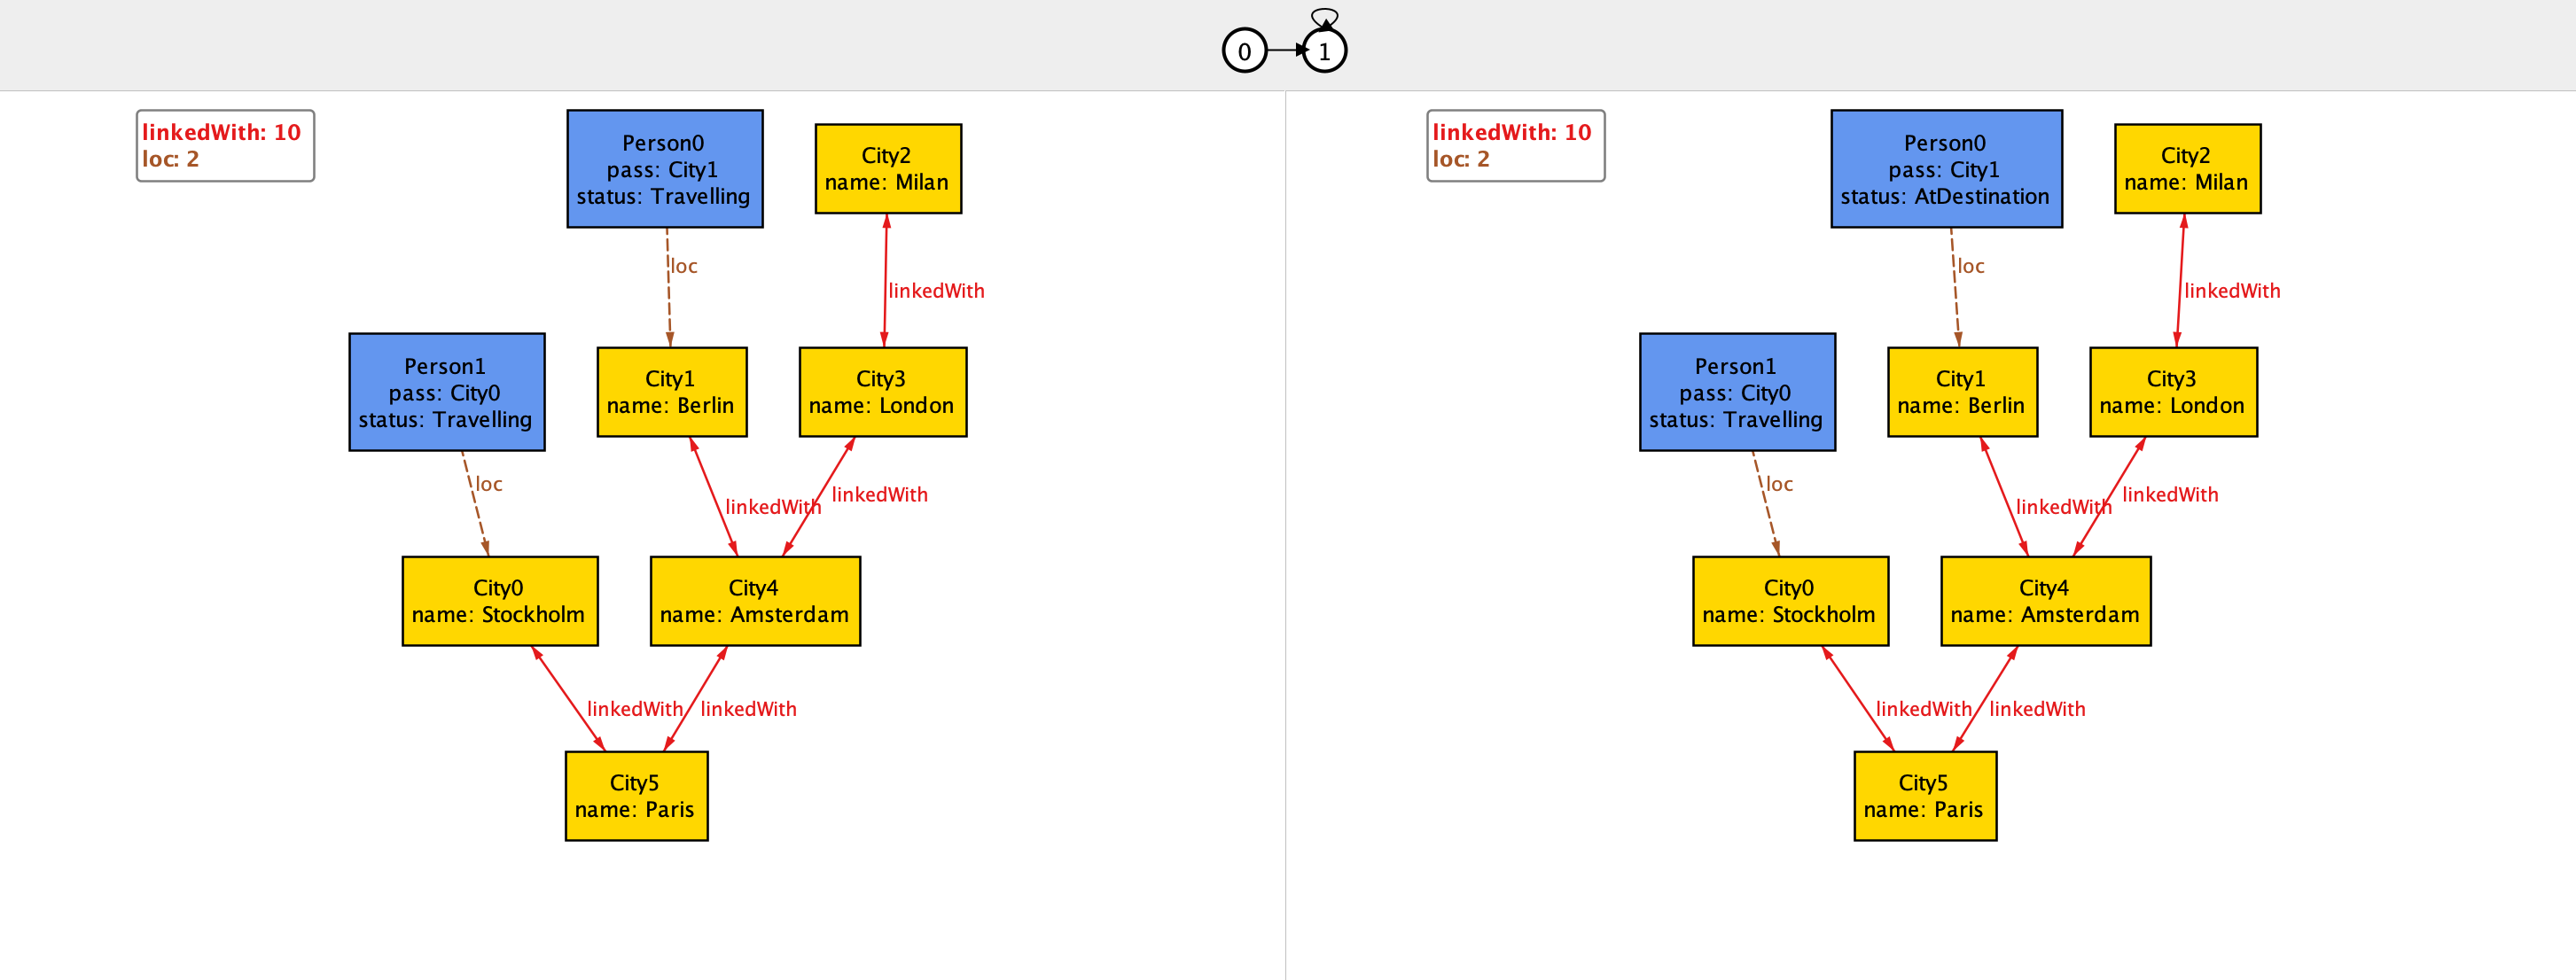 0
1
linkedWith: 10
loc: 2
Person0
pass: City1
status: Travelling
City2
name: Milan
loc
linkedWith
Person1
pass: City0
status: Travelling
City1
name: Berlin
City3
name: London
loc
linkedWith
linkedWith
City0
name: Stockholm
City4
name: Amsterdam
linkedWith
linkedWith
City5
name: Paris
linkedWith: 10
loc: 2
Person0
pass: City1
status: AtDestination
City2
name: Milan
loc
linkedWith
Person1
pass: City0
status: Travelling
City1
name: Berlin
City3
name: London
loc
linkedWith
linkedWith
City0
name: Stockholm
City4
name: Amsterdam
linkedWith
linkedWith
City5
name: Paris